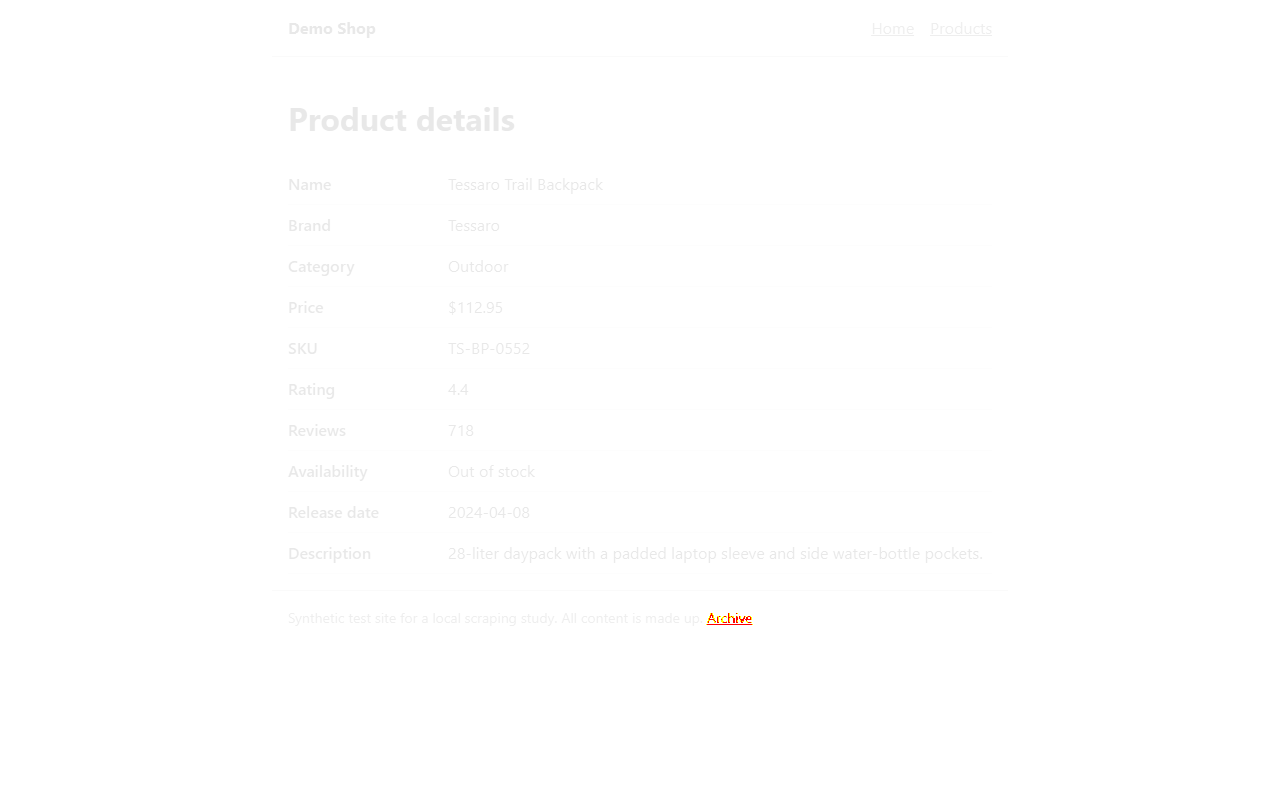 Demo Shop Home Products
Product details
Name Tessaro Trail Backpack
Brand Tessaro
Category Outdoor
Price $112.95
SKU TS-BP-0552
Rating 4.4
Reviews 718
Availability Out of stock
Release date 2024-04-08
Description 28-liter daypack with a padded laptop sleeve and side water-bottle pockets.
Synthetic test site for a local scraping study. All content is made up. Archive